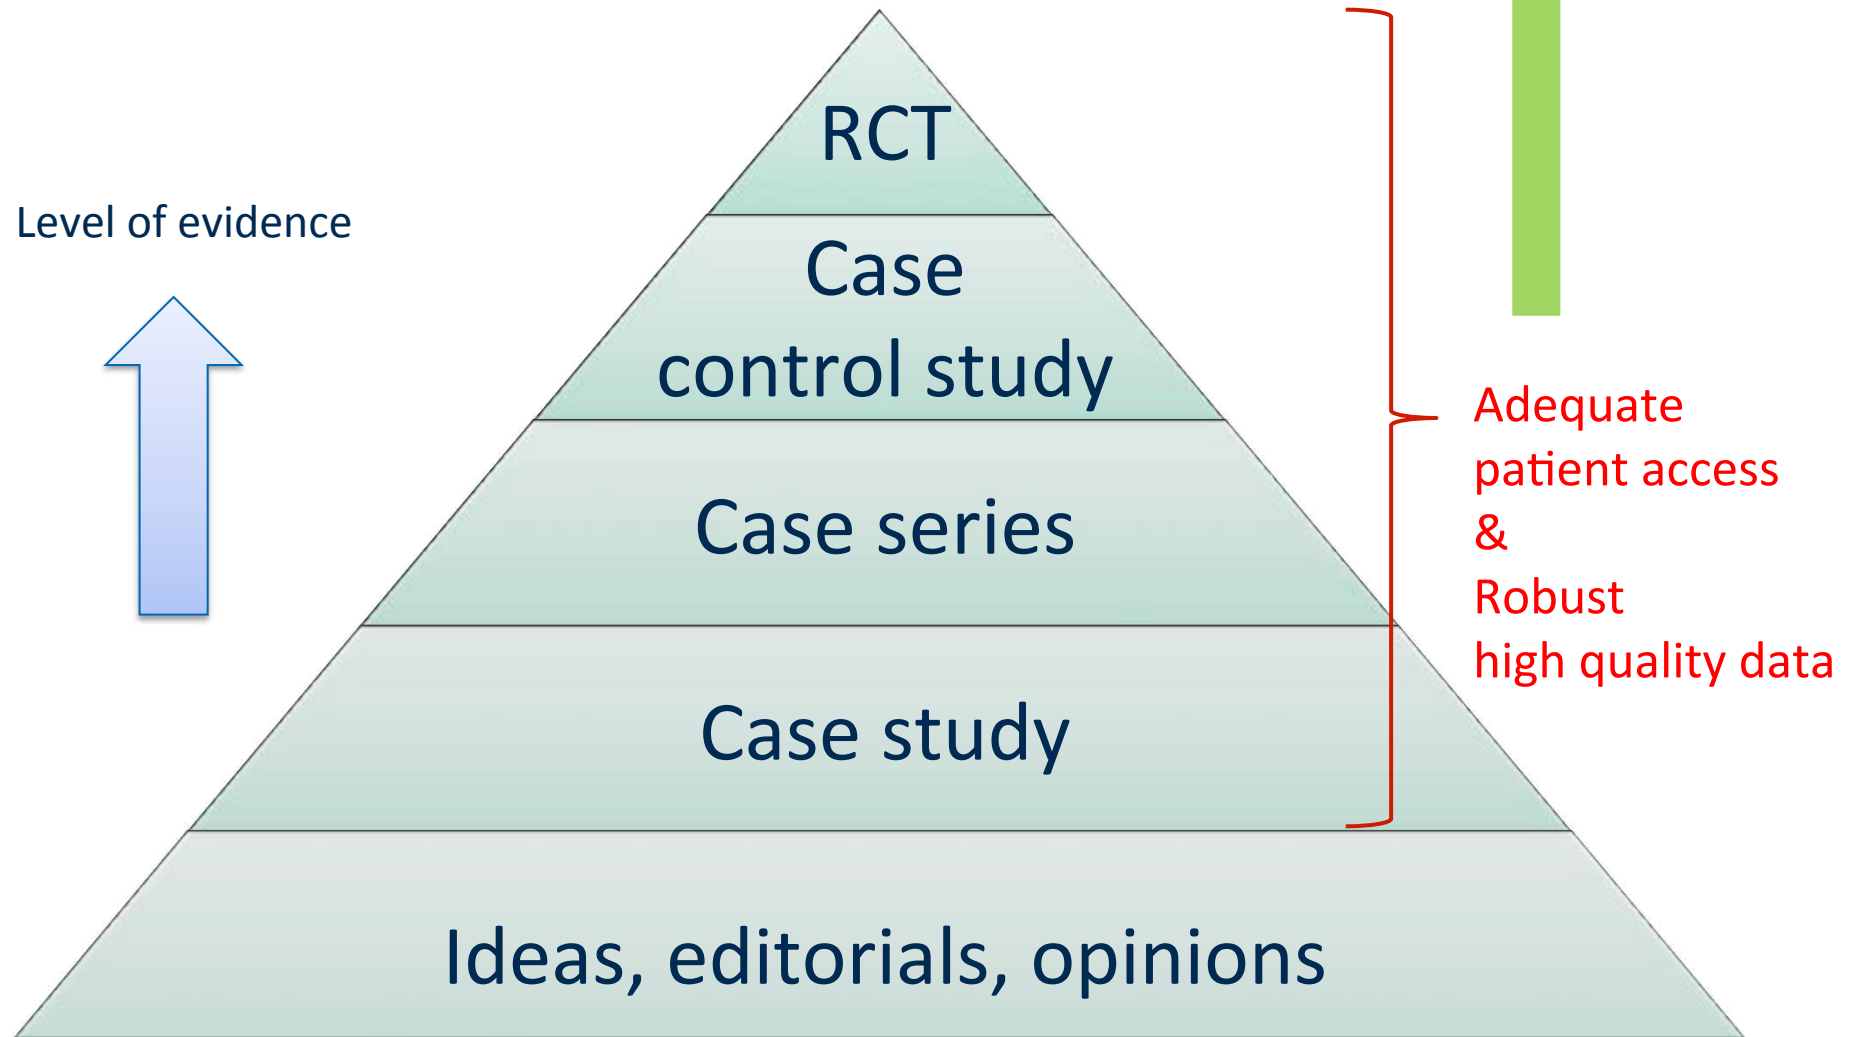 RCT
Level of evidence
Case
control study
Adequate
patient access
&
Robust
high quality data
Case series
Case study
Ideas, editorials, opinions